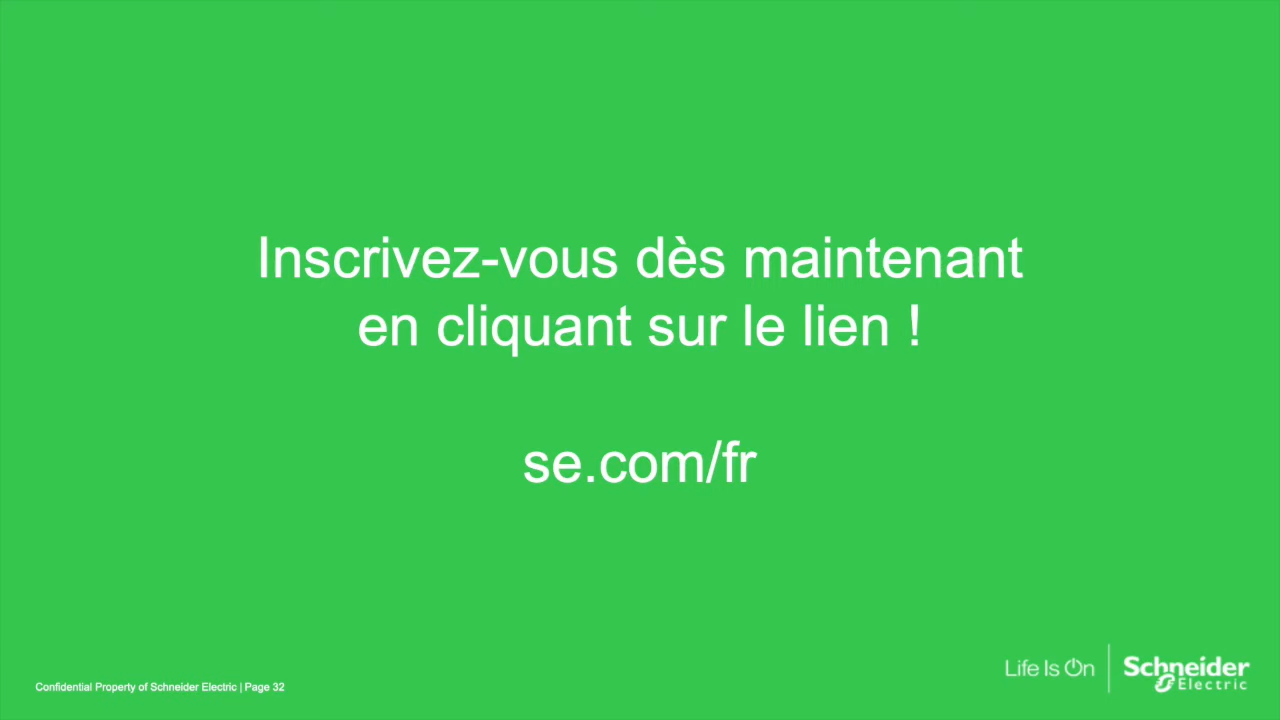 Inscrivez-vous dès maintenant
en cliquant sur le lien !
se.com/fr
Confidential Property of Schneider Electric | Page 32
Life Is On
Schneider
Electric